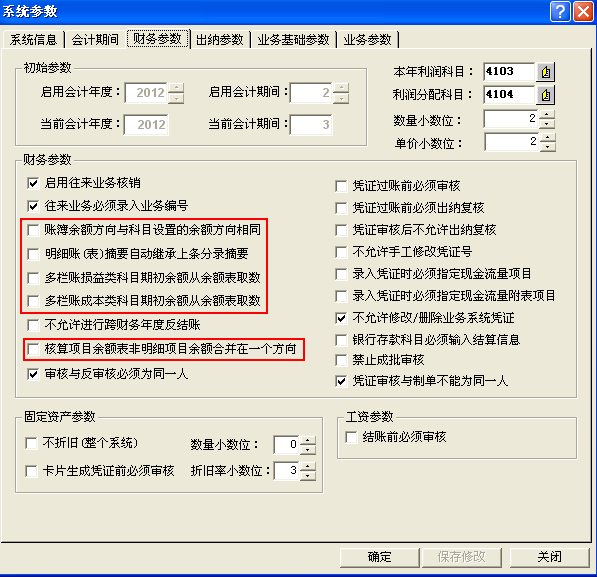 系统参数
系统信息 会计期间 财务参数 出纳参数 业务基础参数 业务参数
初始参数
启用会计年度： 2012 启用会计期间： 2
当前会计年度： 2012 当前会计期间： 3
本年利润科目： 4103
利润分配科目： 4104
数量小数位： 2
单价小数位： 2
财务参数
启用往来业务核销
往来业务必须录入业务编号
账簿余额方向与科目设置的余额方向相同
明细账(表)摘要自动继承上条分录摘要
多栏账损益类科目期初余额从余额表取数
多栏账成本类科目期初余额从余额表取数
不允许进行跨财务年度反结账
核算项目余额表非明细项目余额合并在一个方向
审核与反审核必须为同一人
凭证过账前必须审核
凭证过账前必须出纳复核
凭证审核后不允许出纳复核
不允许手工修改凭证号
录入凭证时必须指定现金流量项目
录入凭证时必须指定现金流量附表项目
不允许修改/删除业务系统凭证
银行存款科目必须输入结算信息
禁止成批审核
凭证审核与制单不能为同一人
固定资产参数
不折旧(整个系统) 数量小数位： 0
卡片生成凭证前必须审核 折旧率小数位： 3
工资参数
结账前必须审核
确定 保存修改 关闭